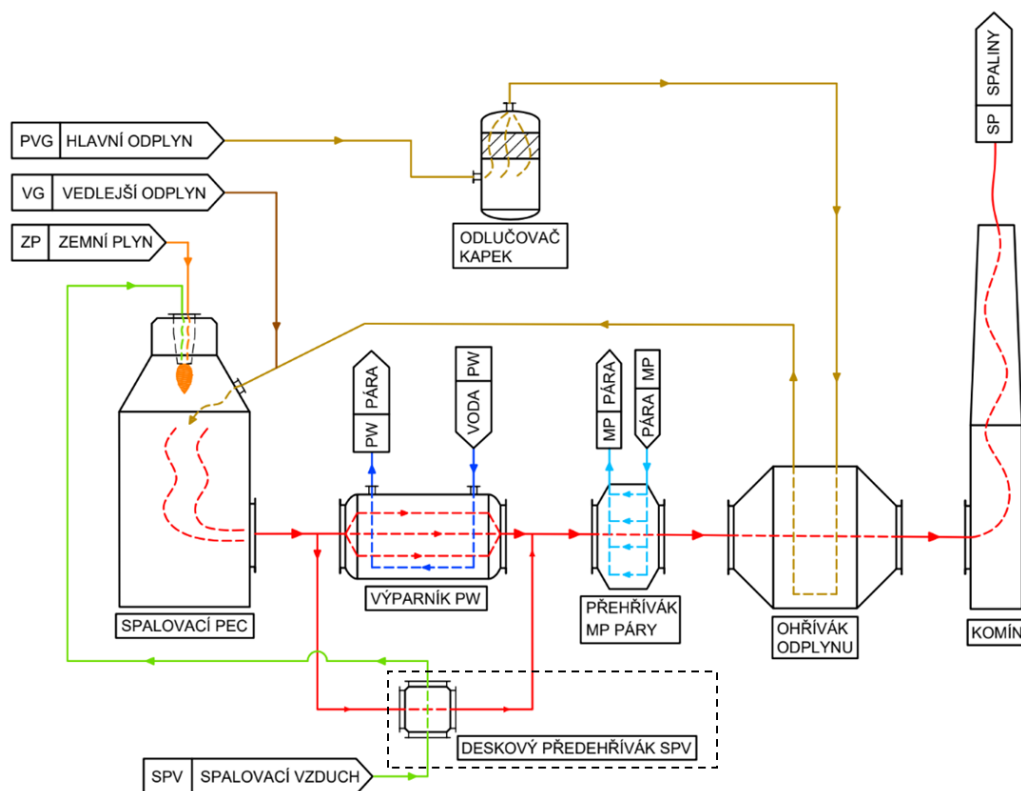 PVG HLAVNÍ ODPLYN
VG VEDLEJŠÍ ODPLYN
ZP ZEMNÍ PLYN
ODLUČOVAČ
KAPEK
SP SPALINY
PW PÁRA
VODA PW
MP PÁRA
PÁRA MP
SPALOVACÍ PEC
VÝPARNÍK PW
PŘEHŘÍVÁK
MP PÁRY
OHŘÍVÁK
ODPLYNU
KOMÍN
DESKOVÝ PŘEDEHŘÍVÁK SPV
SPV SPALOVACÍ VZDUCH